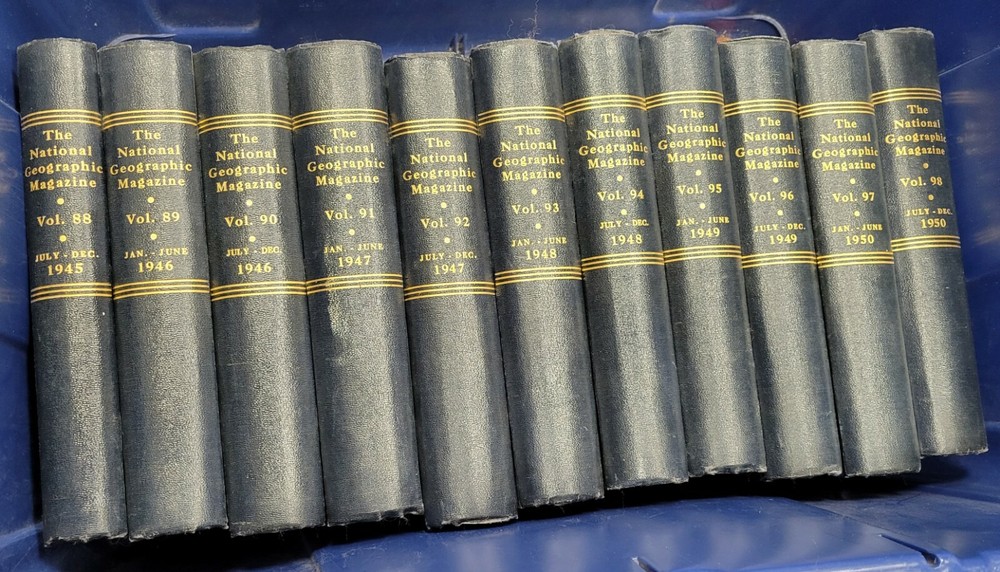 The
National
Geographic
Magazine
Vol. 88
JULY - DEC.
1945
The
National
Geographic
Magazine
Vol. 89
JAN. - JUNE
1946
The
National
Geographic
Magazine
Vol. 90
JULY - DEC.
1946
The
National
Geographic
Magazine
Vol. 91
JAN. - JUNE
1947
The
National
Geographic
Magazine
Vol. 92
JULY - DEC.
1947
The
National
Geographic
Magazine
Vol. 93
JAN. - JUNE
1948
The
National
Geographic
Magazine
Vol. 94
JULY - DEC.
1948
The
National
Geographic
Magazine
Vol. 95
JAN. - JUNE
1949
The
National
Geographic
Magazine
Vol. 96
JULY - DEC.
1949
The
National
Geographic
Magazine
Vol. 97
JAN. - JUNE
1950
The
National
Geographic
Magazine
Vol. 98
JULY - DEC.
1950